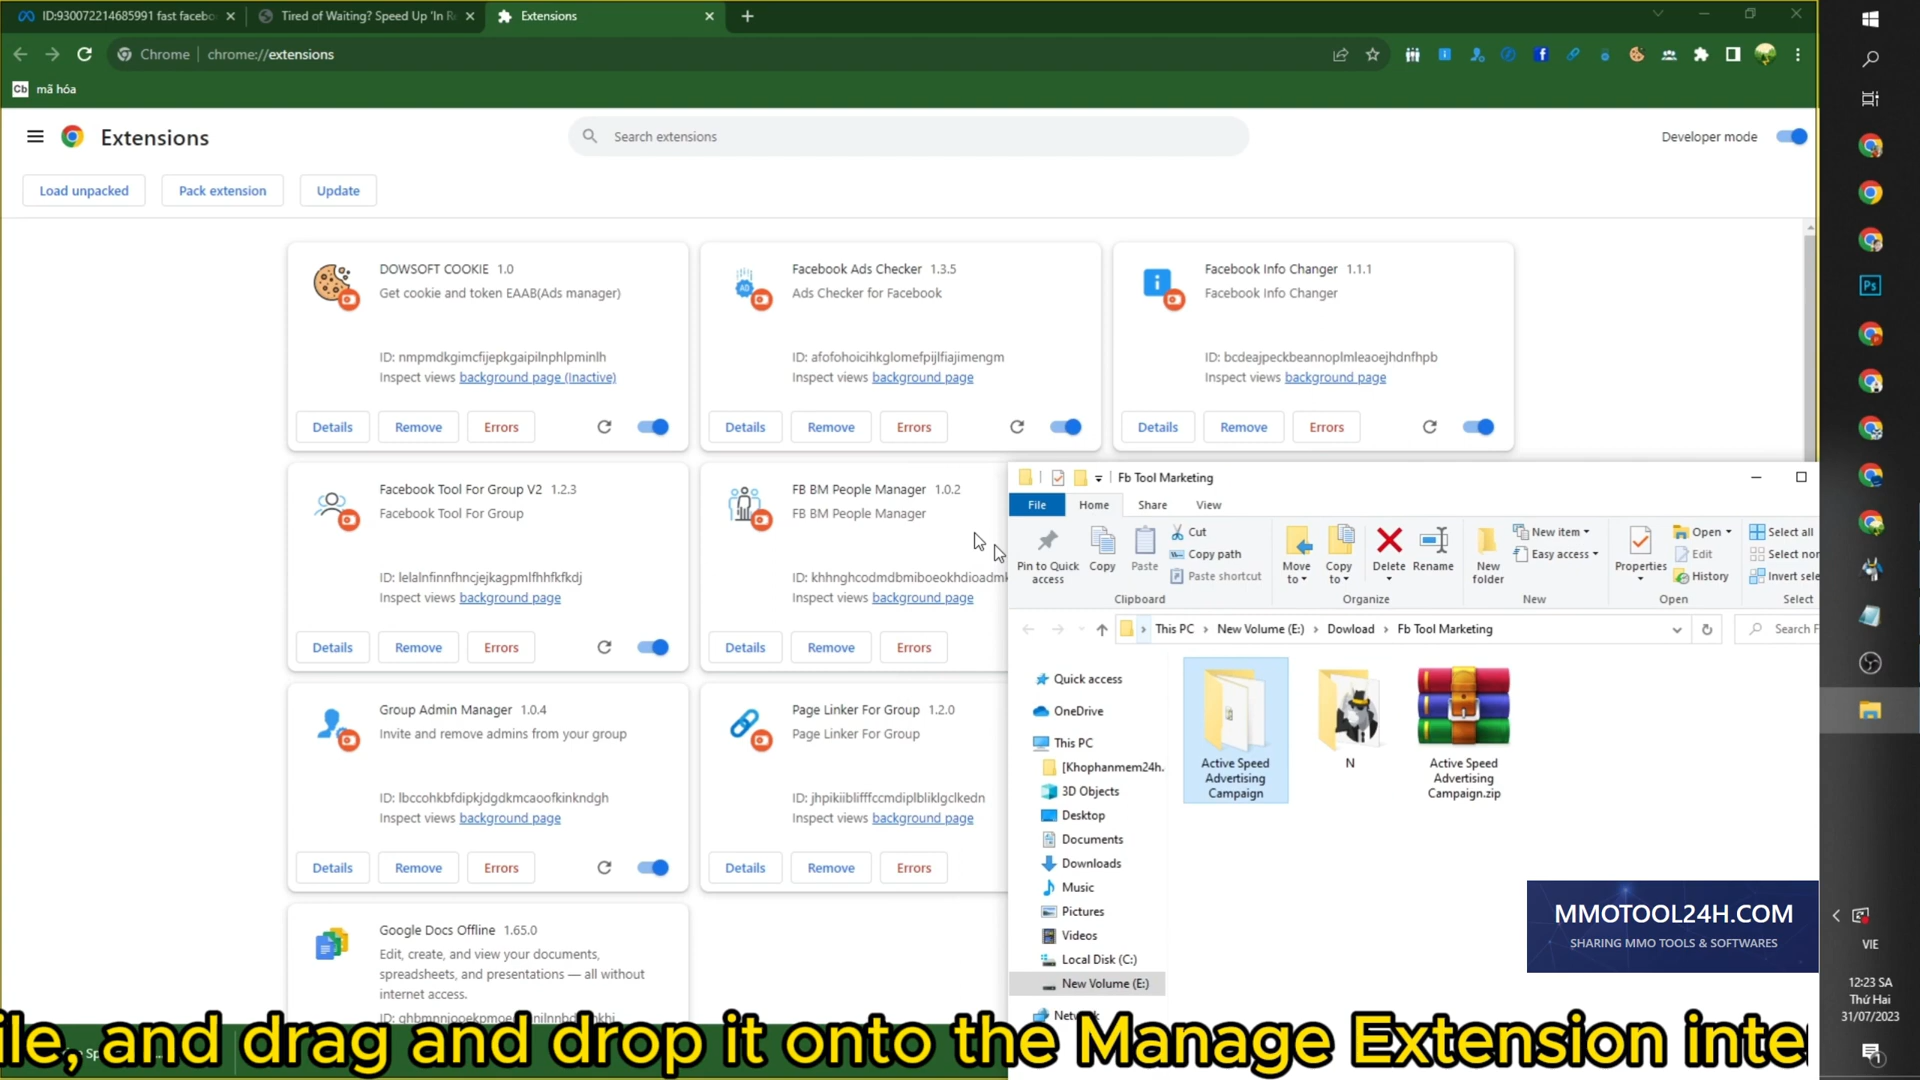 ID:930072214685991 fast facebo
Tired of Waiting? Speed Up 'In Re
Extensions
Chrome
chrome://extensions
Cb mã hóa
Extensions
Search extensions
Developer mode
Load unpacked
Pack extension
Update
DOWSOFT COOKIE 1.0
Get cookie and token EAAB(Ads manager)
ID: nmpmdkgimcfijepkgaipilnphlpminlh
Inspect views background page (Inactive)
Details
Remove
Errors
Facebook Ads Checker 1.3.5
Ads Checker for Facebook
ID: afofohoicihkglomefpijlfiajimengm
Inspect views background page
Details
Remove
Errors
Facebook Info Changer 1.1.1
Facebook Info Changer
ID: bcdeajpeckbeannoplmleaoejhdnfhpb
Inspect views background page
Details
Remove
Errors
Facebook Tool For Group V2 1.2.3
Facebook Tool For Group
ID: lelalnfinnfhncjejkagpmlfhhfkfkdj
Inspect views background page
Details
Remove
Errors
FB BM People Manager 1.0.2
FB BM People Manager
ID: khhnghcodmdbmiboeokhdioadmk
Inspect views background page
Details
Remove
Errors
Group Admin Manager 1.0.4
Invite and remove admins from your group
ID: lbccohkbfdipkjdgdkmcaoofkinkndgh
Inspect views background page
Details
Remove
Errors
Page Linker For Group 1.2.0
Page Linker For Group
ID: jhpikiiblifffccmdiplbliklgclkedn
Inspect views background page
Details
Remove
Errors
Google Docs Offline 1.65.0
Edit, create, and view your documents,
spreadsheets, and presentations — all without
internet access.
Fb Tool Marketing
File
Home
Share
View
Pin to Quick
access
Copy
Paste
Cut
Copy path
Paste shortcut
Clipboard
Move
to
Copy
to
Delete
Rename
Organize
New
folder
New item
Easy access
New
Properties
Open
Edit
History
Open
Select all
Select non
Invert sele
Select
This PC
New Volume (E:)
Dowload
Fb Tool Marketing
Search F
Quick access
OneDrive
This PC
[Khophanmem24h.
3D Objects
Desktop
Documents
Downloads
Music
Pictures
Videos
Local Disk (C:)
New Volume (E:)
Netw
Active Speed
Advertising
Campaign
N
Active Speed
Advertising
Campaign.zip
MMOTOOL24H.COM
SHARING MMO TOOLS & SOFTWARES
Ps
VIE
12:23 SA
Thứ Hai
31/07/2023
1
ile, and drag and drop it onto the Manage Extension inte